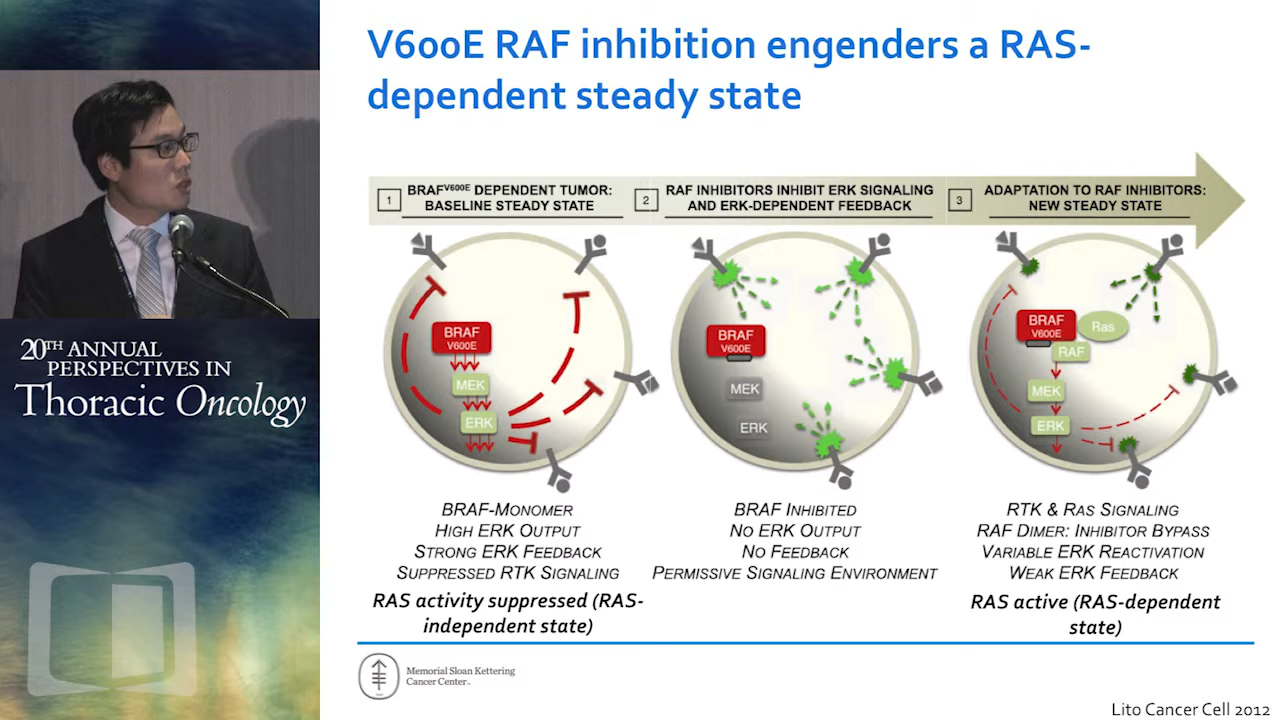 V600E RAF inhibition engenders a RAS-
dependent steady state
1
BRAFV600E DEPENDENT TUMOR:
BASELINE STEADY STATE
2
RAF INHIBITORS INHIBIT ERK SIGNALING
AND ERK-DEPENDENT FEEDBACK
3
ADAPTATION TO RAF INHIBITORS:
NEW STEADY STATE
BRAF
V600E
MEK
ERK
BRAF
V600E
MEK
ERK
BRAF
V600E
Ras
RAF
MEK
ERK
BRAF-MONOMER
HIGH ERK OUTPUT
STRONG ERK FEEDBACK
SUPPRESSED RTK SIGNALING
RAS activity suppressed (RAS-
independent state)
BRAF INHIBITED
NO ERK OUTPUT
NO FEEDBACK
PERMISSIVE SIGNALING ENVIRONMENT
RTK & RAS SIGNALING
RAF DIMER: INHIBITOR BYPASS
VARIABLE ERK REACTIVATION
WEAK ERK FEEDBACK
RAS active (RAS-dependent
state)
20TH ANNUAL
PERSPECTIVES IN
Thoracic Oncology
Memorial Sloan Kettering
Cancer Center
Lito Cancer Cell 2012